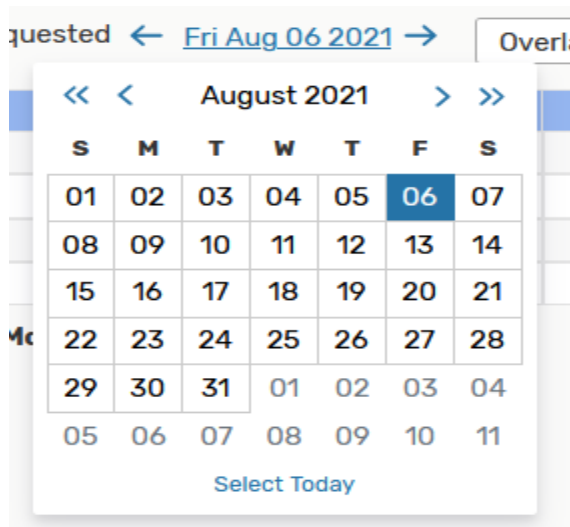 quested ← Fri Aug 06 2021 → Overl
« < August 2021 > »
S M T W T F S
01 02 03 04 05 06 07
08 09 10 11 12 13 14
15 16 17 18 19 20 21
Mo 22 23 24 25 26 27 28
29 30 31 01 02 03 04
05 06 07 08 09 10 11
Select Today